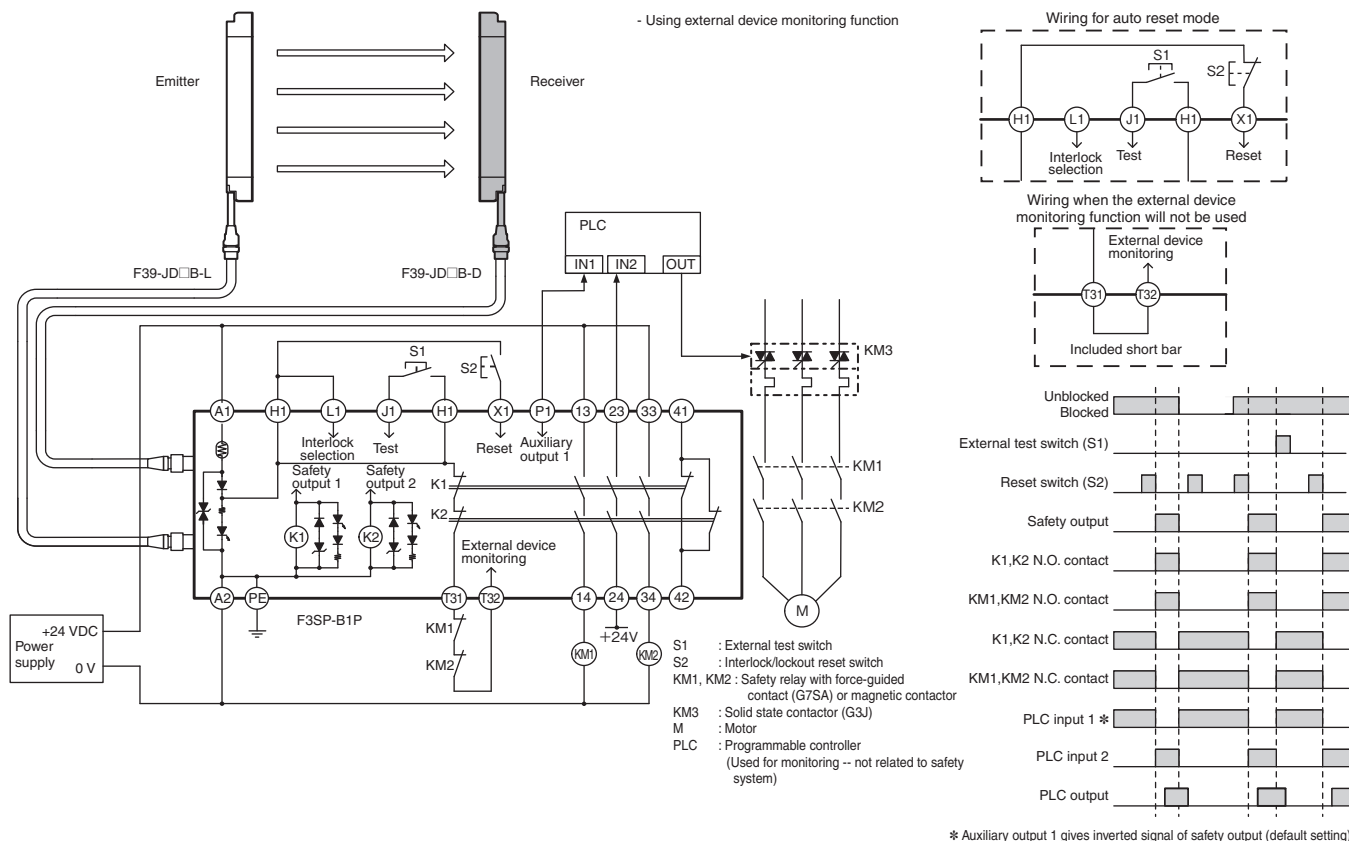 - Using external device monitoring function
Emitter
Receiver
F39-JD□B-L
F39-JD□B-D
PLC
IN1 IN2 OUT
KM3
S1
S2
A1 H1 L1 J1 H1 X1 P1 13 23 33 41
Interlock
selection
Test
Reset
Auxiliary
output 1
Safety
output 1
Safety
output 2
K1
K2
K1
K2
External device
monitoring
KM1
KM2
M
A2 PE T31 T32 14 24 34 42
F3SP-B1P
+24V
KM1
KM2
KM1
KM2
+24 VDC
Power
supply
0 V
S1 : External test switch
S2 : Interlock/lockout reset switch
KM1, KM2 : Safety relay with force-guided
contact (G7SA) or magnetic contactor
KM3 : Solid state contactor (G3J)
M : Motor
PLC : Programmable controller
(Used for monitoring -- not related to safety
system)
Wiring for auto reset mode
S1
S2
H1 L1 J1 H1 X1
Interlock
selection
Test
Reset
Wiring when the external device
monitoring function will not be used
External device
monitoring
T31 T32
Included short bar
Unblocked
Blocked
External test switch (S1)
Reset switch (S2)
Safety output
K1,K2 N.O. contact
KM1,KM2 N.O. contact
K1,K2 N.C. contact
KM1,KM2 N.C. contact
PLC input 1 ✽
PLC input 2
PLC output
✽ Auxiliary output 1 gives inverted signal of safety output (default setting)